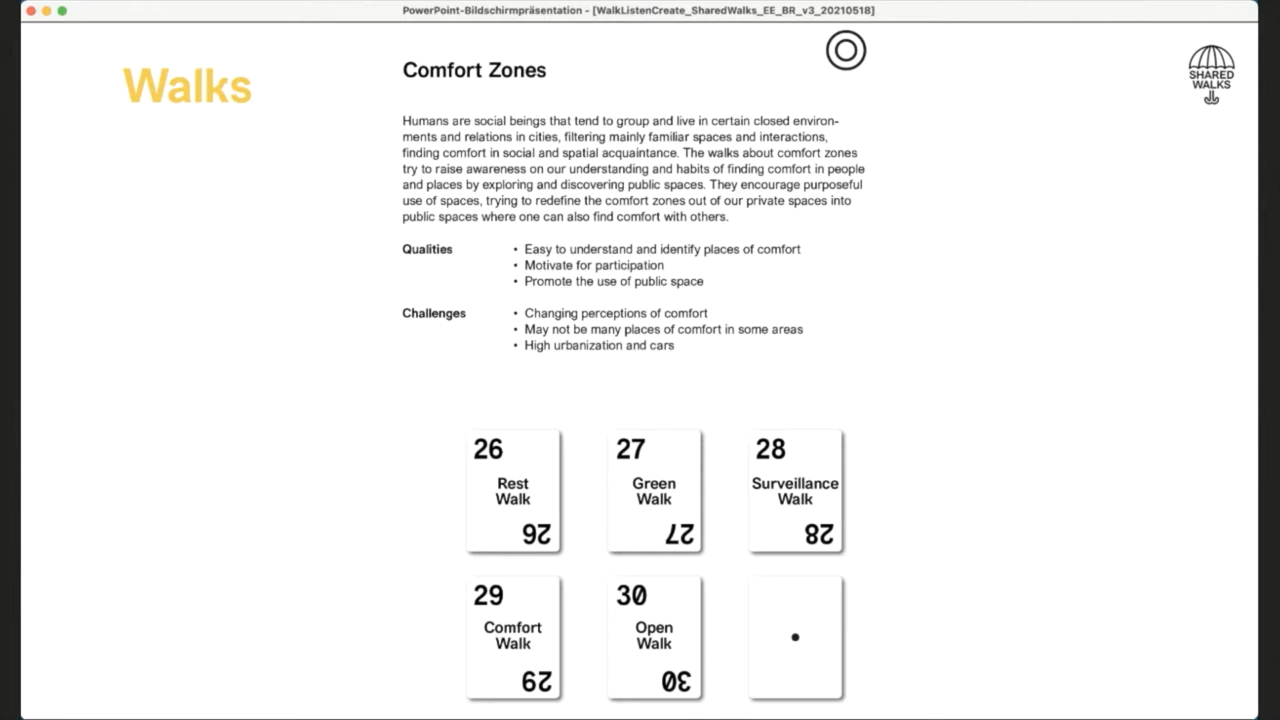 PowerPoint-Bildschirmpräsentation - [WalkListenCreate_SharedWalks_EE_BR_v3_20210518]
Walks
Comfort Zones
SHARED
WALKS
Humans are social beings that tend to group and live in certain closed environ-
ments and relations in cities, filtering mainly familiar spaces and interactions,
finding comfort in social and spatial acquaintance. The walks about comfort zones
try to raise awareness on our understanding and habits of finding comfort in people
and places by exploring and discovering public spaces. They encourage purposeful
use of spaces, trying to redefine the comfort zones out of our private spaces into
public spaces where one can also find comfort with others.
Qualities
• Easy to understand and identify places of comfort
• Motivate for participation
• Promote the use of public space
Challenges
• Changing perceptions of comfort
• May not be many places of comfort in some areas
• High urbanization and cars
26
Rest
Walk
26
27
Green
Walk
27
28
Surveillance
Walk
28
29
Comfort
Walk
29
30
Open
Walk
30